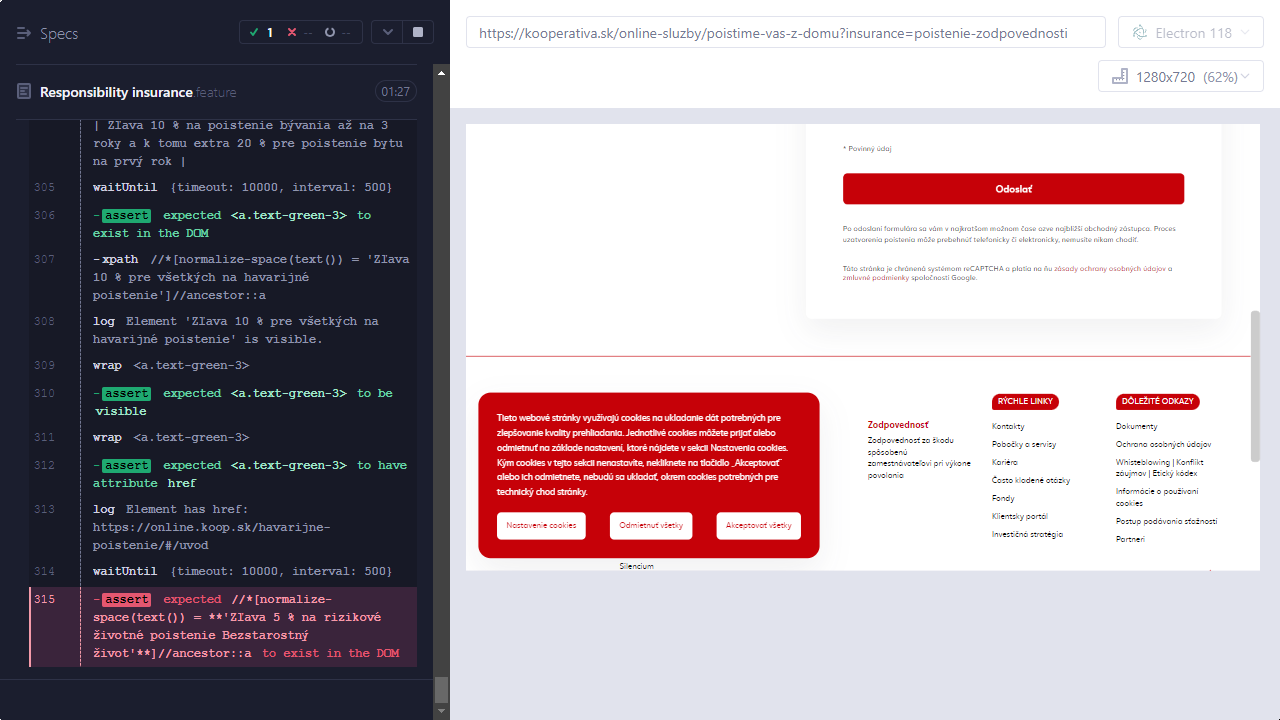 Specs
1
--
--
Responsibility insurance feature
01:27
| ZĽava 10 % na poistenie bývania až na 3
roky a k tomu extra 20 % pre poistenie bytu
na prvý rok |
305 waitUntil {timeout: 10000, interval: 500}
306 -assert expected <a.text-green-3> to
exist in the DOM
307 -xpath //*[normalize-space(text()) = 'ZĽava
10 % pre všetkých na havarijné
poistenie']//ancestor::a
308 log Element 'ZĽava 10 % pre všetkých na
havarijné poistenie' is visible.
309 wrap <a.text-green-3>
310 -assert expected <a.text-green-3> to be
visible
311 wrap <a.text-green-3>
312 -assert expected <a.text-green-3> to have
attribute href
313 log Element has href:
https://online.koop.sk/havarijne-
poistenie/#/uvod
314 waitUntil {timeout: 10000, interval: 500}
315 -assert expected //*[normalize-
space(text()) = **'ZĽava 5 % na rizikové
životné poistenie Bezstarostný
život'**]//ancestor::a to exist in the DOM
https://kooperativa.sk/online-sluzby/poistime-vas-z-domu?insurance=poistenie-zodpovednosti
Electron 118
1280x720 (62%)
* Povinný údaj
Odoslať
Po odoslaní formulára sa vám v najkratšom možnom čase ozve najbližší obchodný zástupca. Proces
uzatvorenia poistenia môže prebehnúť telefonicky či elektronicky, nemusíte nikam chodiť.
Táto stránka je chránená systémom reCAPTCHA a platia na ňu zásady ochrany osobných údajov a
zmluvné podmienky spoločnosti Google.
Tieto webové stránky využívajú cookies na ukladanie dát potrebných pre
zlepšovanie kvality prehliadania. Jednotlivé cookies môžete prijať alebo
odmietnuť na základe nastavení, ktoré nájdete v sekcii Nastavenia cookies.
Kým cookies v tejto sekcii nenastavíte, nekliknete na tlačidlo „Akceptovať“
alebo ich odmietnete, nebudú sa ukladať, okrem cookies potrebných pre
technický chod stránky.
Nastavenie cookies
Odmietnuť všetky
Akceptovať všetky
Silencium
Zodpovednosť
Zodpovednosť za škodu
spôsobenú
zamestnávateľovi pri výkone
povolania
RÝCHLE LINKY
Kontakty
Pobočky a servisy
Kariéra
Často kladené otázky
Fondy
Klientsky portál
Investičná stratégia
DÔLEŽITÉ ODKAZY
Dokumenty
Ochrana osobných údajov
Whisteblowing | Konflikt
záujmov | Etický kódex
Informácie o používaní
cookies
Postup podávania sťažností
Partneri